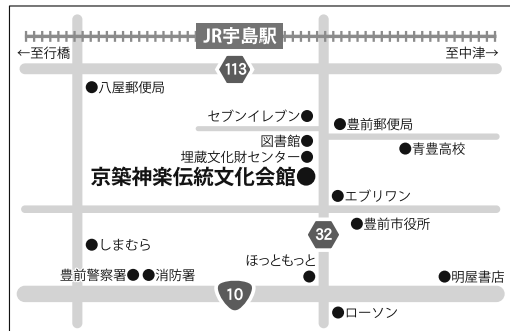 JR宇島駅
←至行橋
至中津→
113
八屋郵便局
セブンイレブン
豊前郵便局
図書館
青豊高校
埋蔵文化財センター
京築神楽伝統文化会館
エブリワン
豊前市役所
32
しまむら
ほっともっと
豊前警察署
消防署
明屋書店
10
ローソン